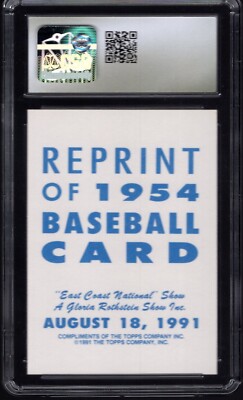 REPRINT
OF 1954
BASEBALL
CARD
"East Coast National" Show
A Gloria Rothstein Show Inc.
AUGUST 18, 1991
COMPLIMENTS OF THE TOPPS COMPANY INC.
©1991 THE TOPPS COMPANY, INC.